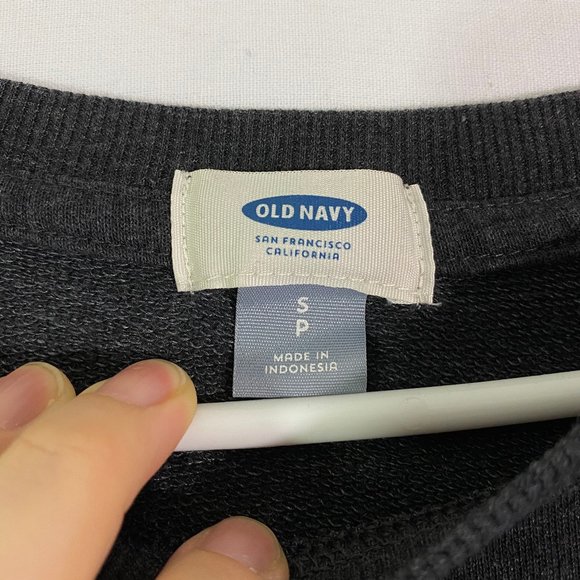 OLD NAVY
SAN FRANCISCO
CALIFORNIA
S
P
MADE IN
INDONESIA